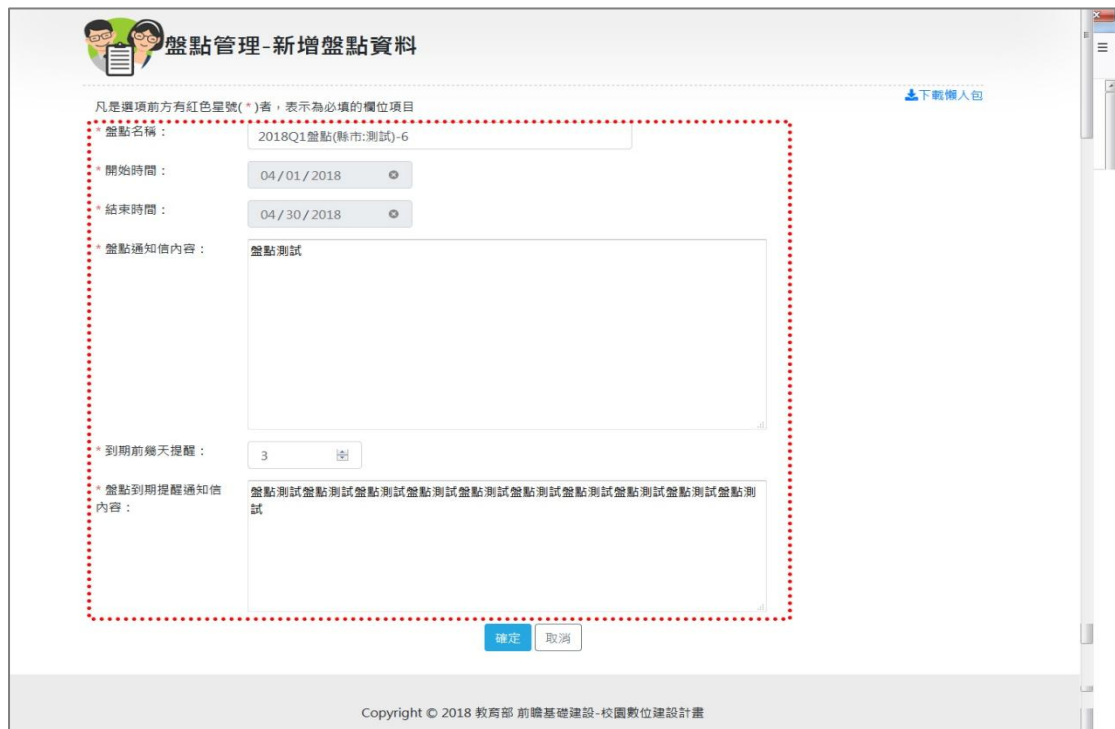 盤點管理-新增盤點資料
下載懶人包
凡是選項前方有紅色星號( * )者，表示為必填的欄位項目
* 盤點名稱：
2018Q1盤點(縣市:測試)-6
* 開始時間：
04/01/2018
* 結束時間：
04/30/2018
* 盤點通知信內容：
盤點測試
* 到期前幾天提醒：
3
* 盤點到期提醒通知信
內容：
盤點測試盤點測試盤點測試盤點測試盤點測試盤點測試盤點測試盤點測試盤點測試盤點測
試
確定
取消
Copyright © 2018 教育部 前瞻基礎建設-校園數位建設計畫